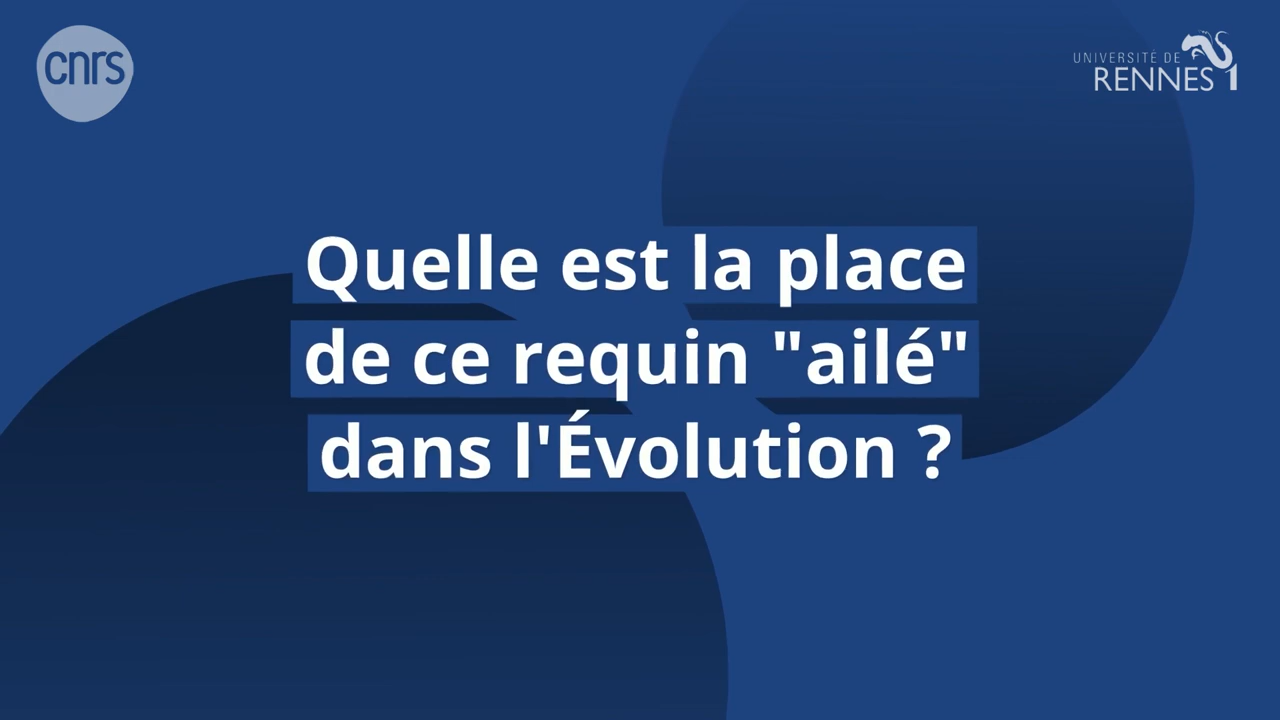 cnrs
UNIVERSITÉ DE
RENNES 1
Quelle est la place
de ce requin "ailé"
dans l'Évolution ?